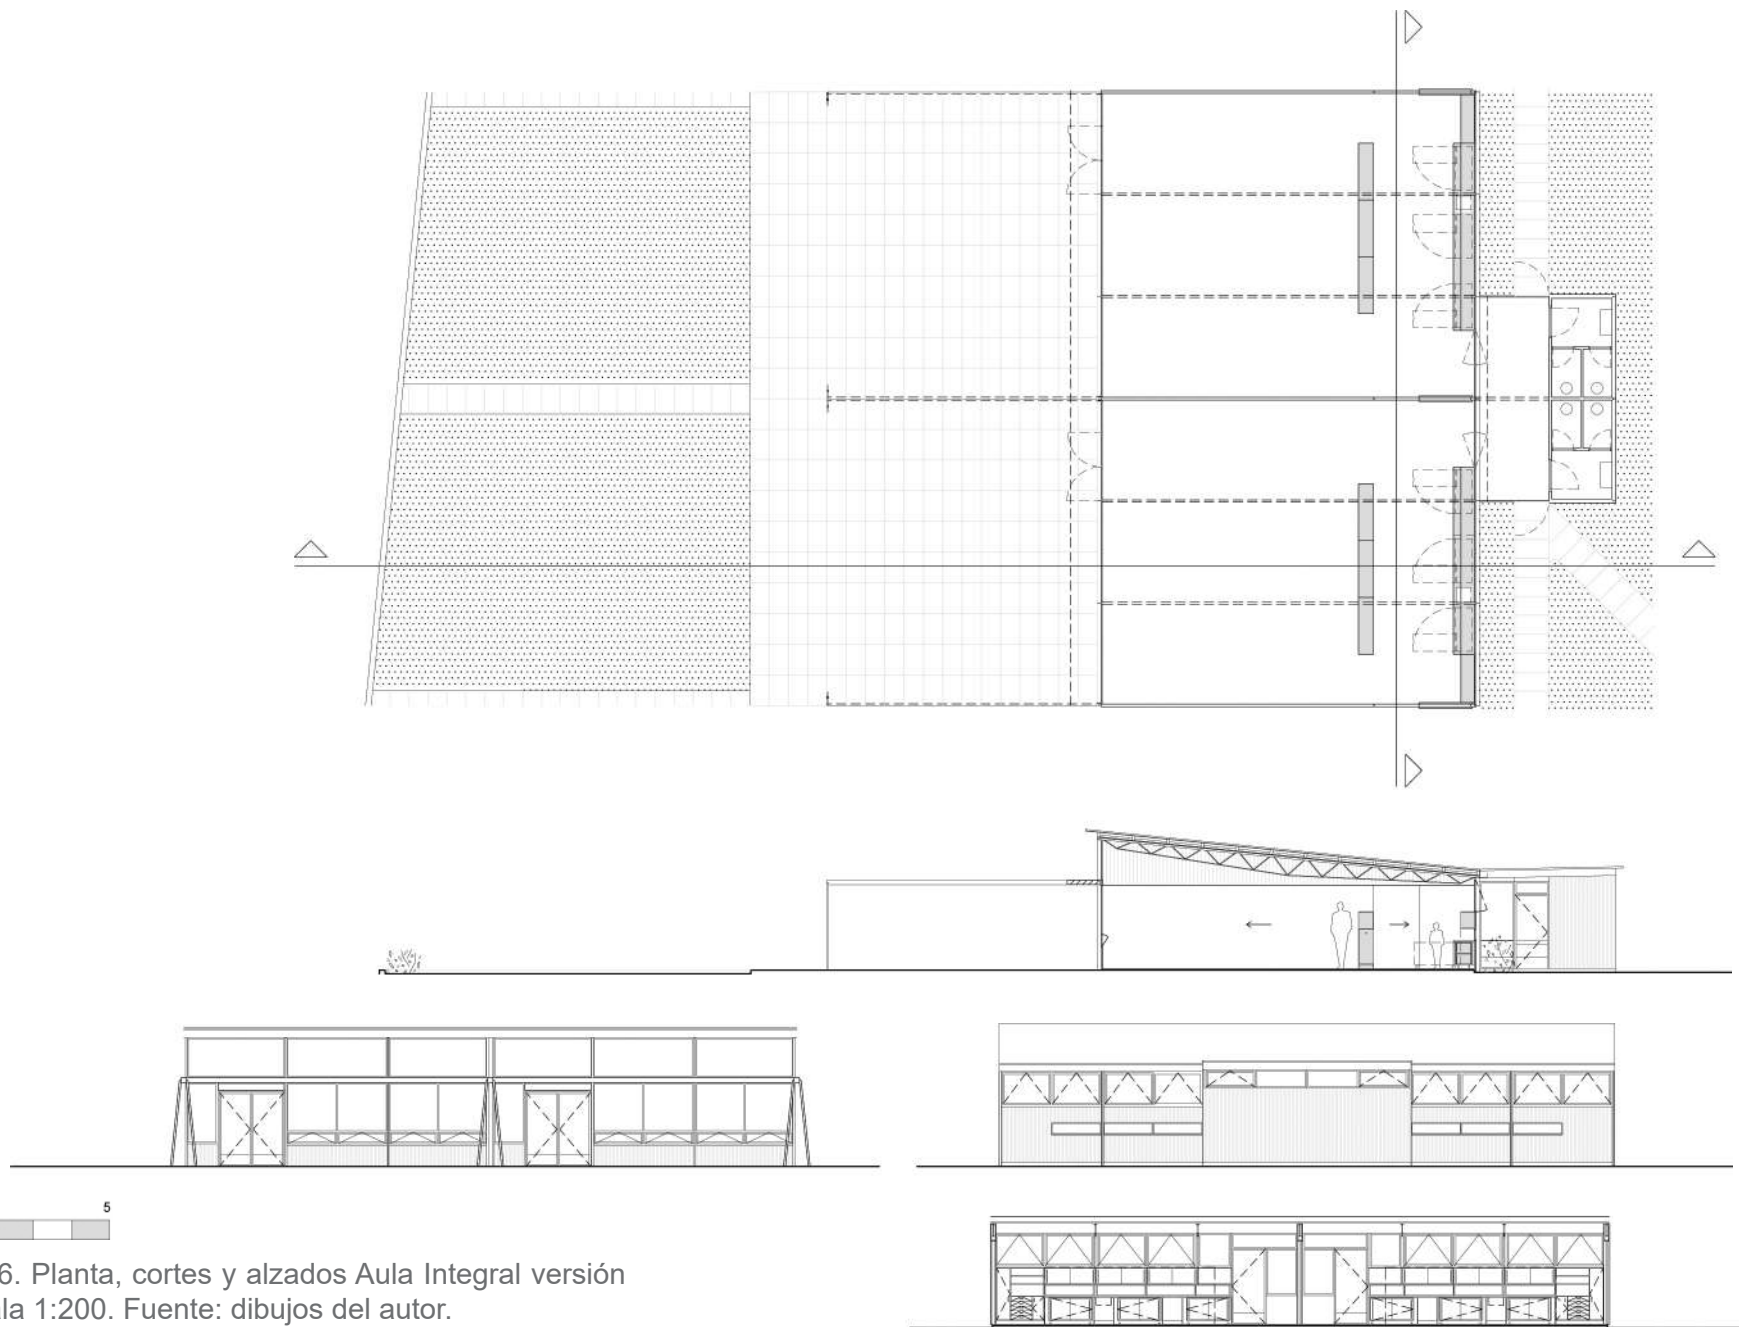 5
6. Planta, cortes y alzados Aula Integral versión
la 1:200. Fuente: dibujos del autor.